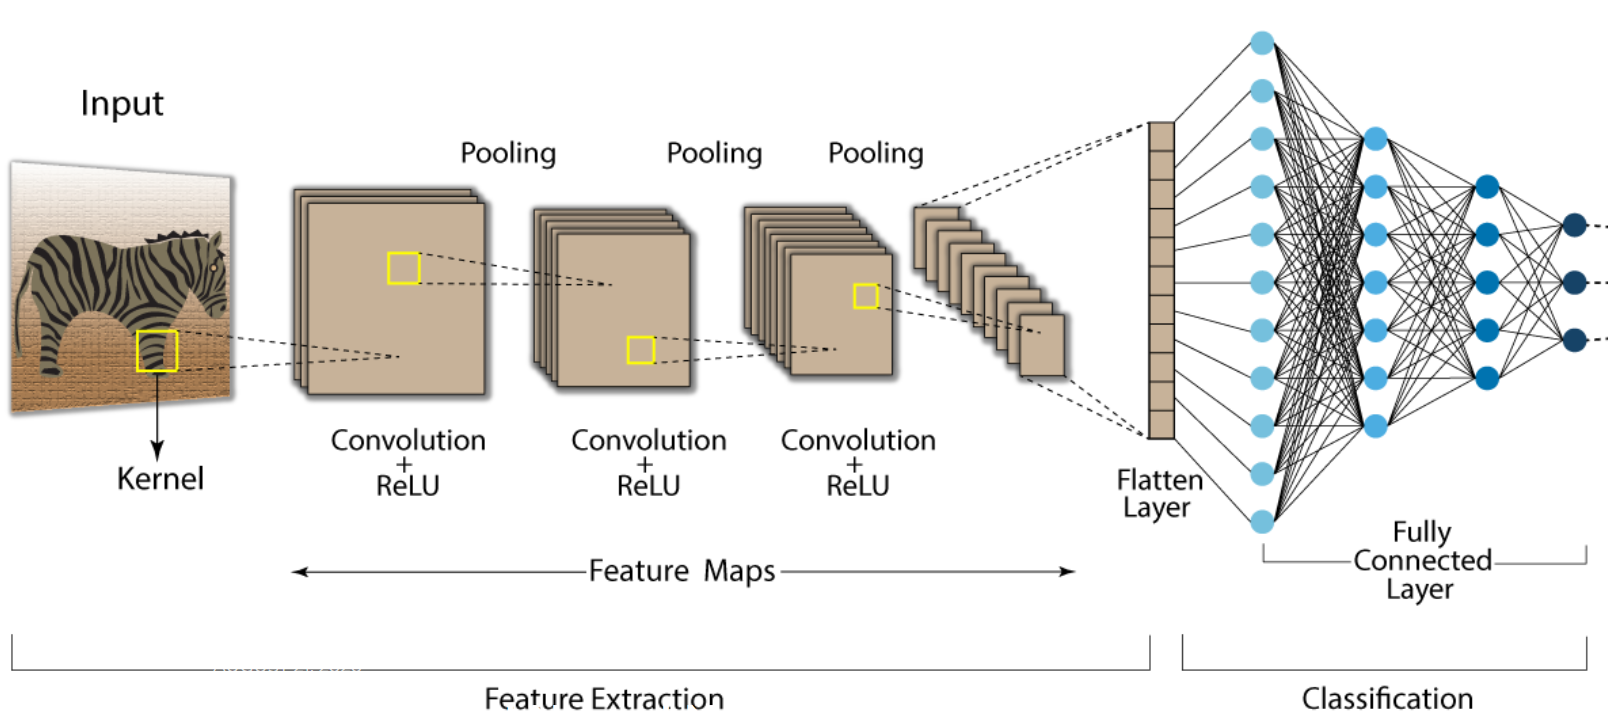 Input
Pooling
Pooling
Pooling
Kernel
Convolution
+
ReLU
Convolution
+
ReLU
Convolution
+
ReLU
Flatten
Layer
Fully
Connected
Layer
Feature Maps
Feature Extraction
Classification